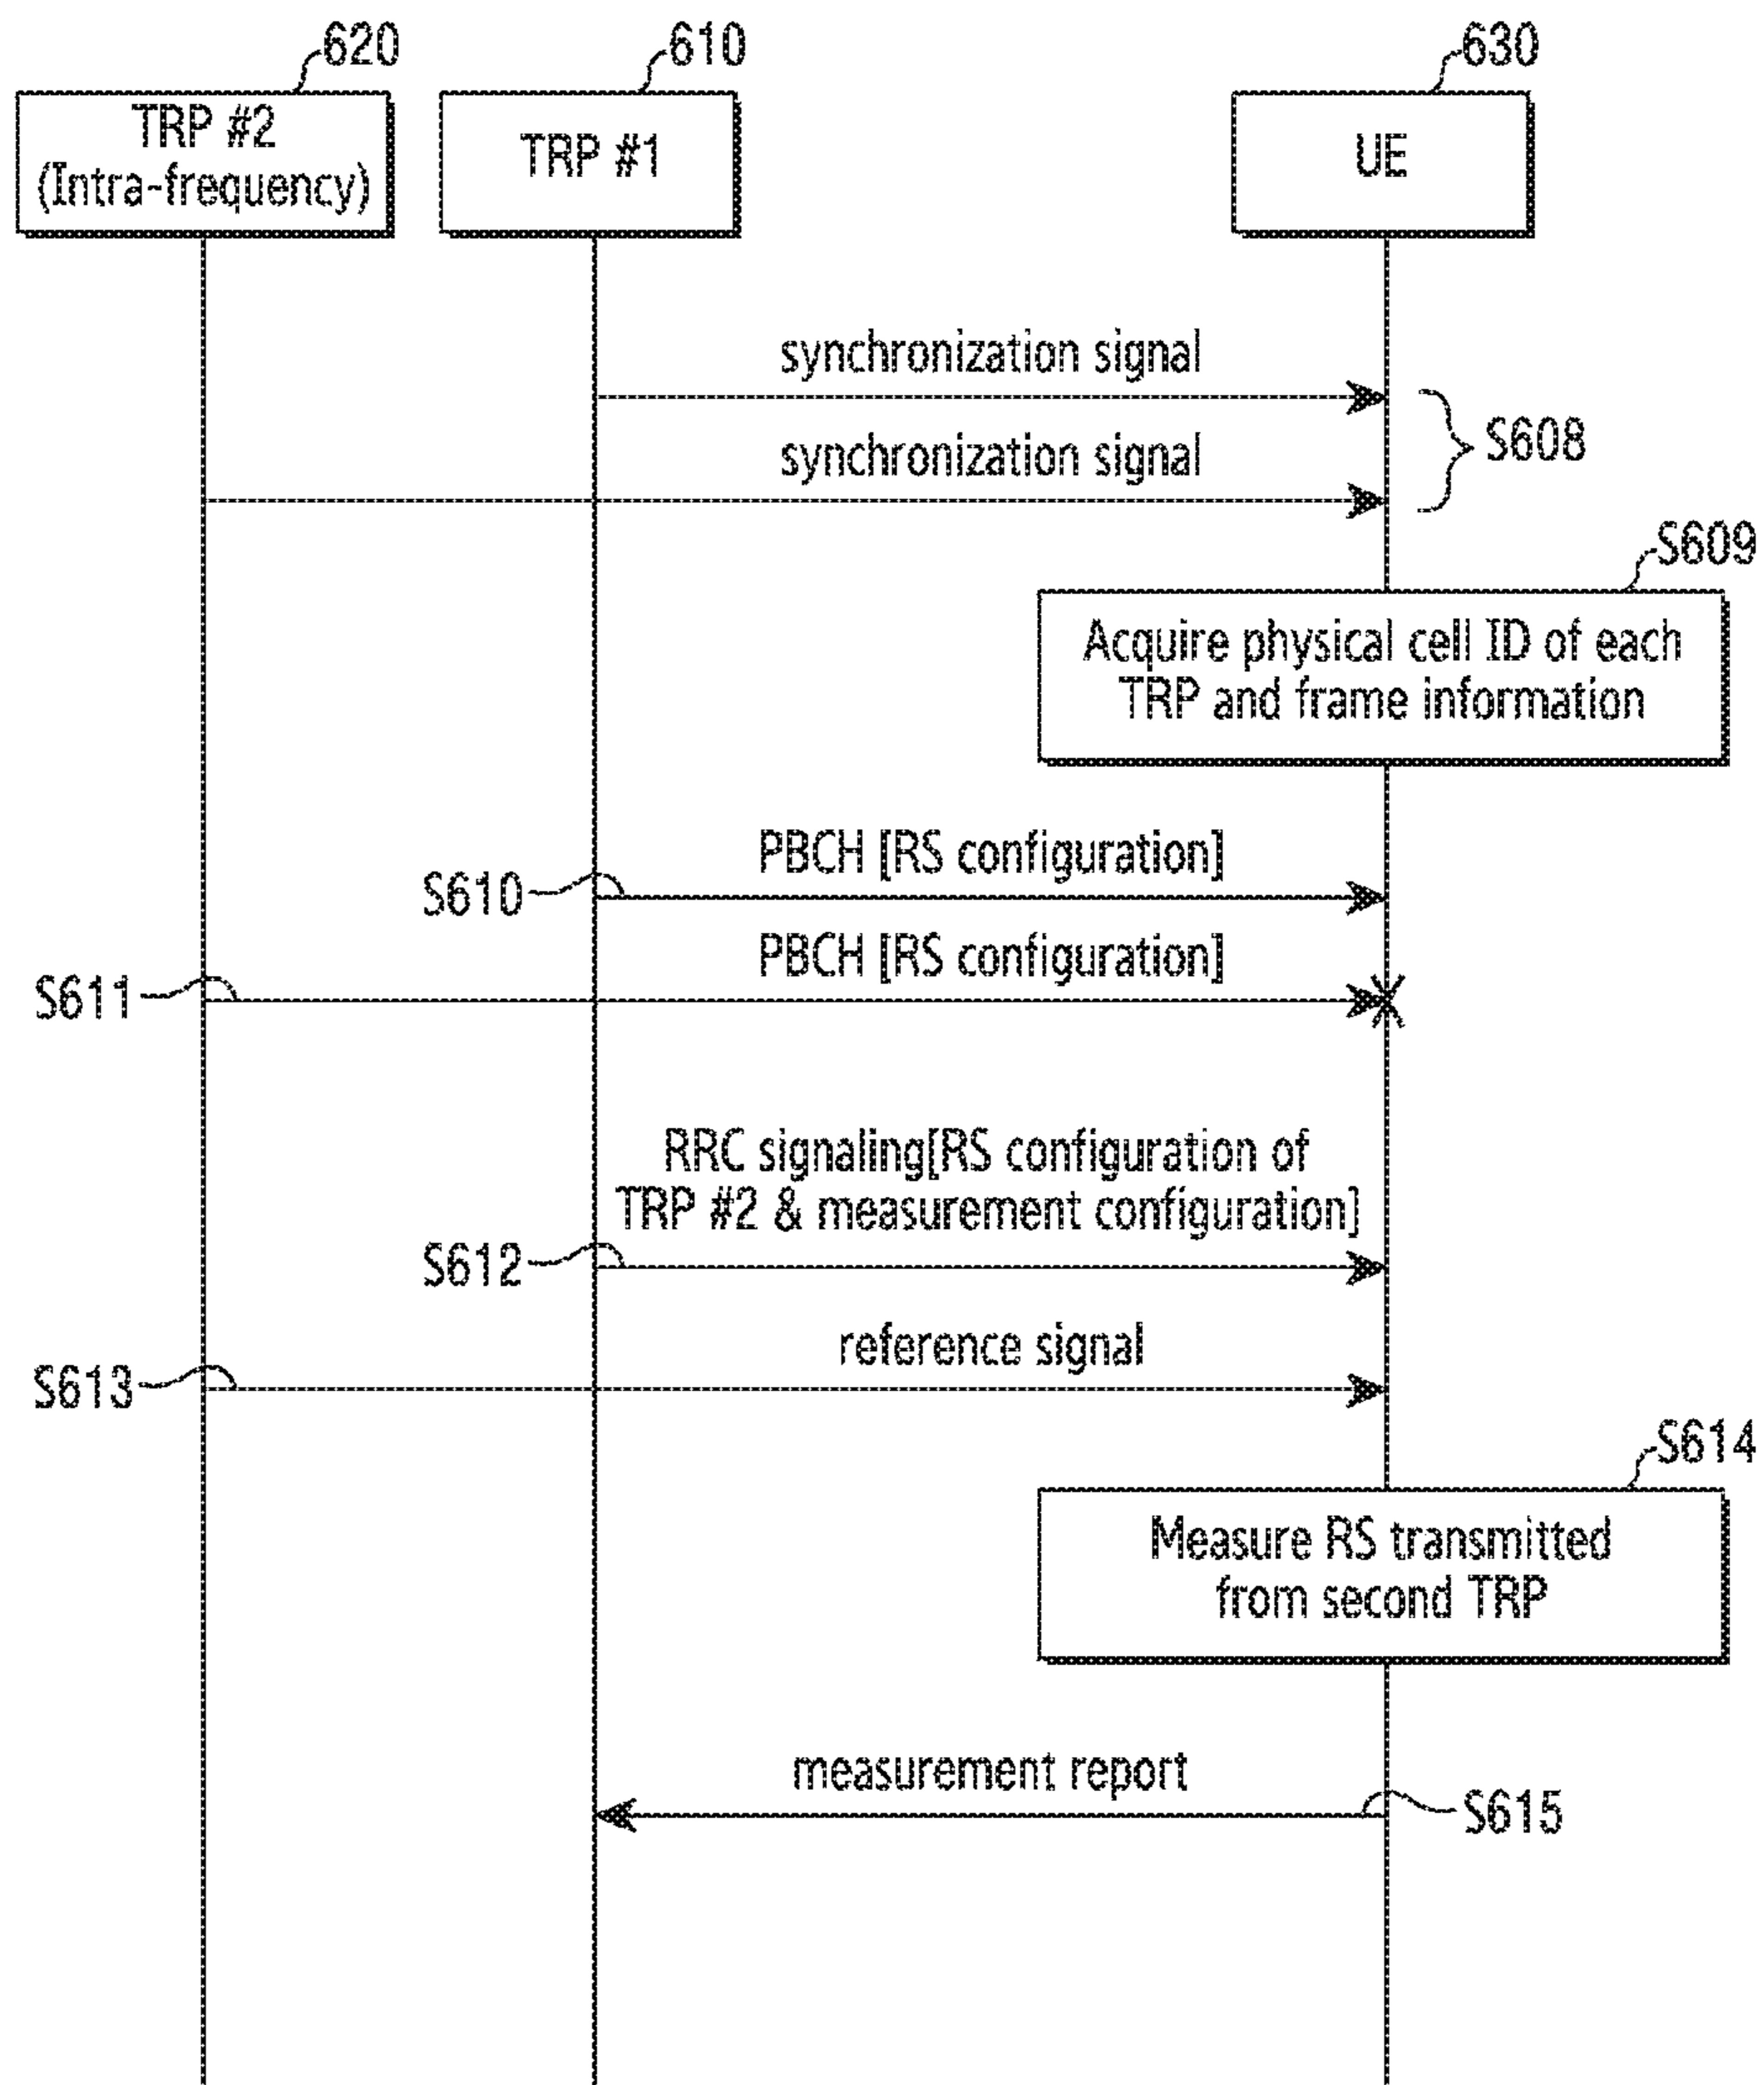 620
610
630
TRP #2
(Intra-frequency)
TRP #1
UE
synchronization signal
synchronization signal
S608
S609
Acquire physical cell ID of each
TRP and frame information
PBCH [RS configuration]
S610
PBCH [RS configuration]
S611
RRC signaling[RS configuration of
TRP #2 & measurement configuration]
S612
reference signal
S613
S614
Measure RS transmitted
from second TRP
measurement report
S615